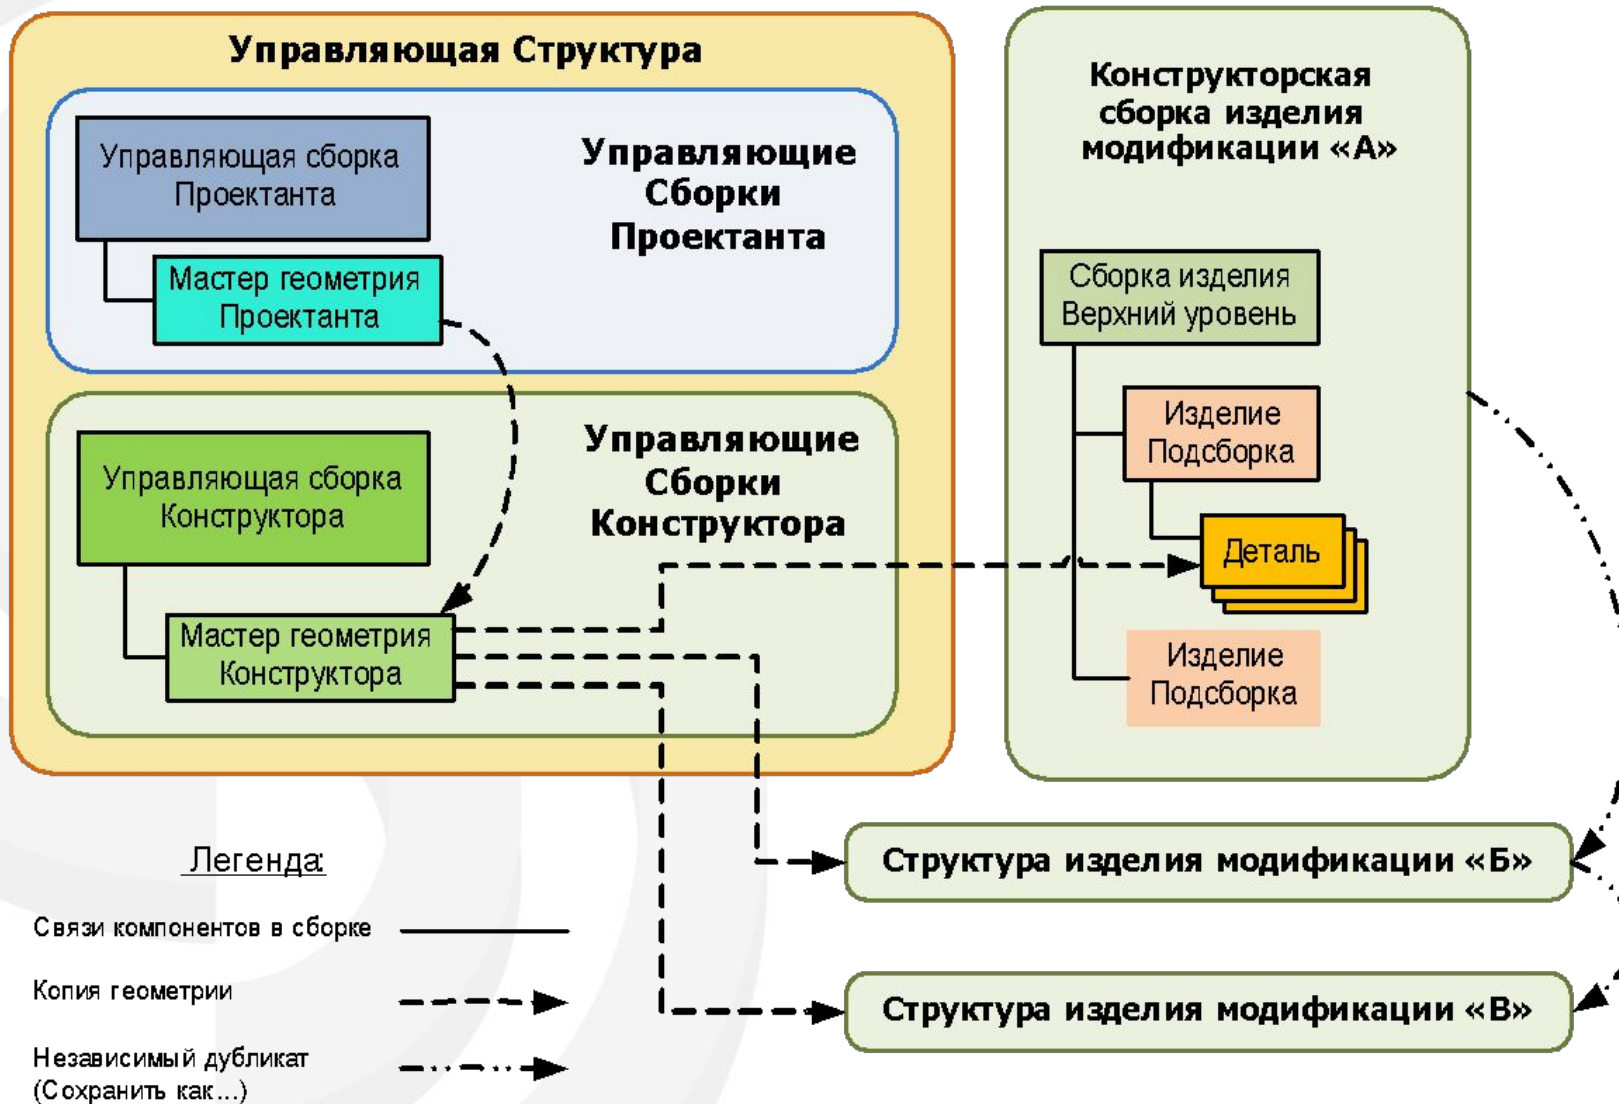 Управляющая Структура
Управляющая сборка
Проектанта
Управляющие
Сборки
Проектанта
Мастер геометрия
Проектанта
Управляющая сборка
Конструктора
Управляющие
Сборки
Конструктора
Мастер геометрия
Конструктора
Конструкторская
сборка изделия
модификации «А»
Сборка изделия
Верхний уровень
Изделие
Подсборка
Деталь
Изделие
Подсборка
Структура изделия модификации «Б»
Структура изделия модификации «В»
Легенда:
Связи компонентов в сборке
Копия геометрии
Независимый дубликат
(Сохранить как...)